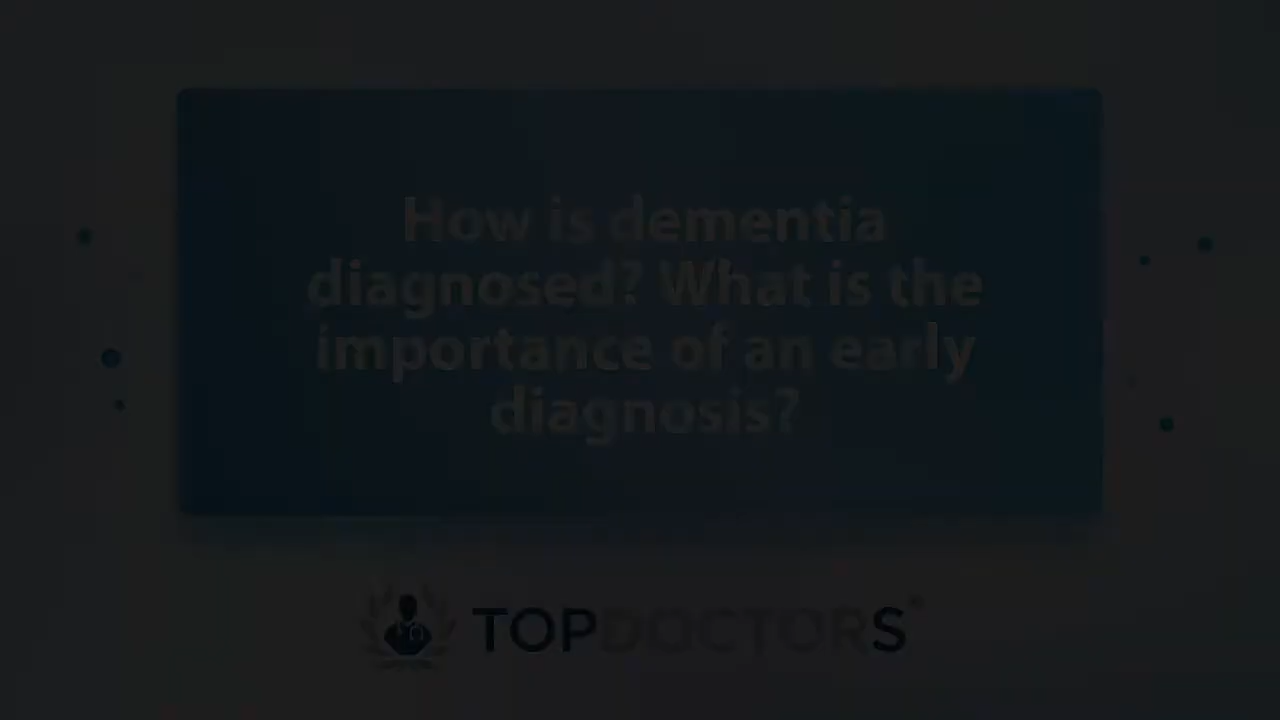 How is dementia
diagnosed? What is the
importance of an early
diagnosis?
TOPDOCTORS